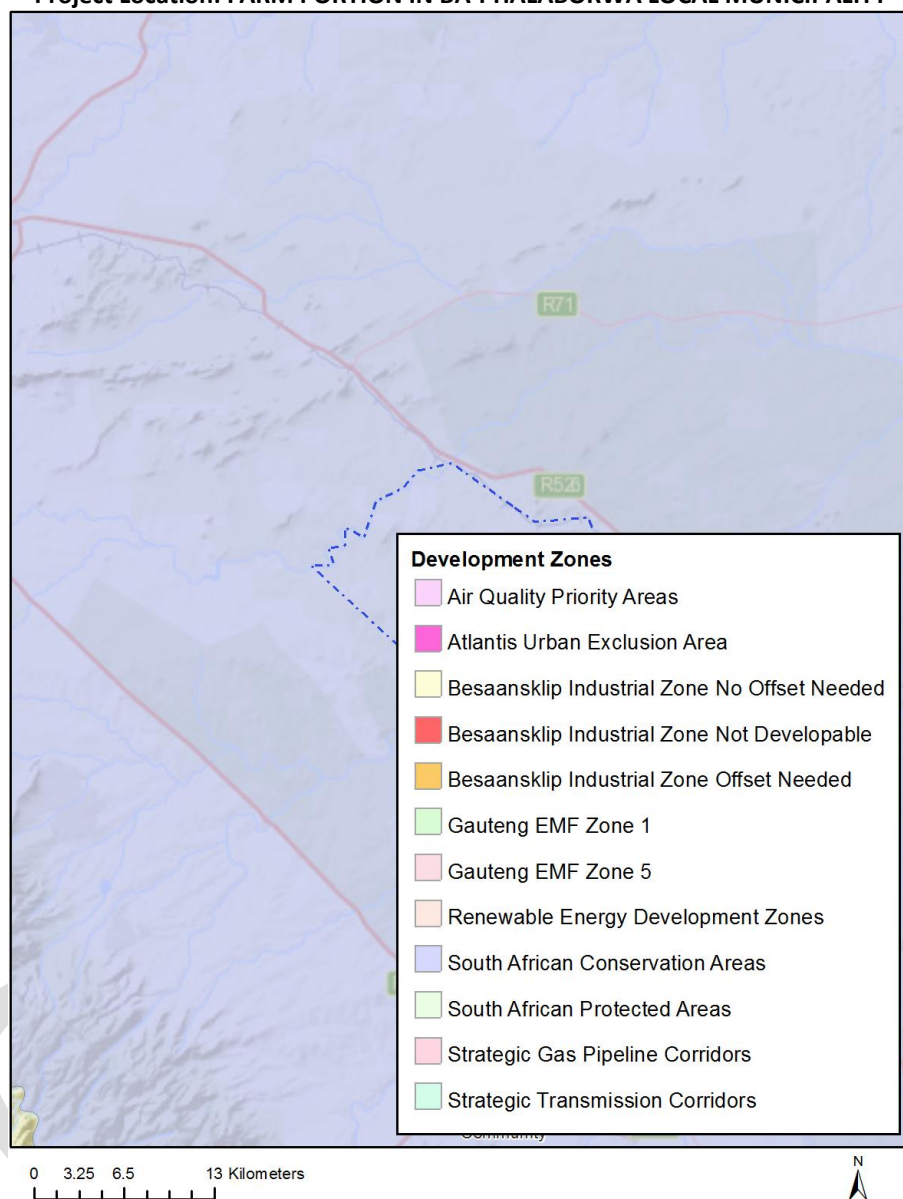 Project Location: FARM PORTION IN BA-PHALABORWA LOCAL MUNICIPALITY
R71
R526
Development Zones
Air Quality Priority Areas
Atlantis Urban Exclusion Area
Besaansklip Industrial Zone No Offset Needed
Besaansklip Industrial Zone Not Developable
Besaansklip Industrial Zone Offset Needed
Gauteng EMF Zone 1
Gauteng EMF Zone 5
Renewable Energy Development Zones
South African Conservation Areas
South African Protected Areas
Strategic Gas Pipeline Corridors
Strategic Transmission Corridors
Community
0 3.25 6.5 13 Kilometers
N